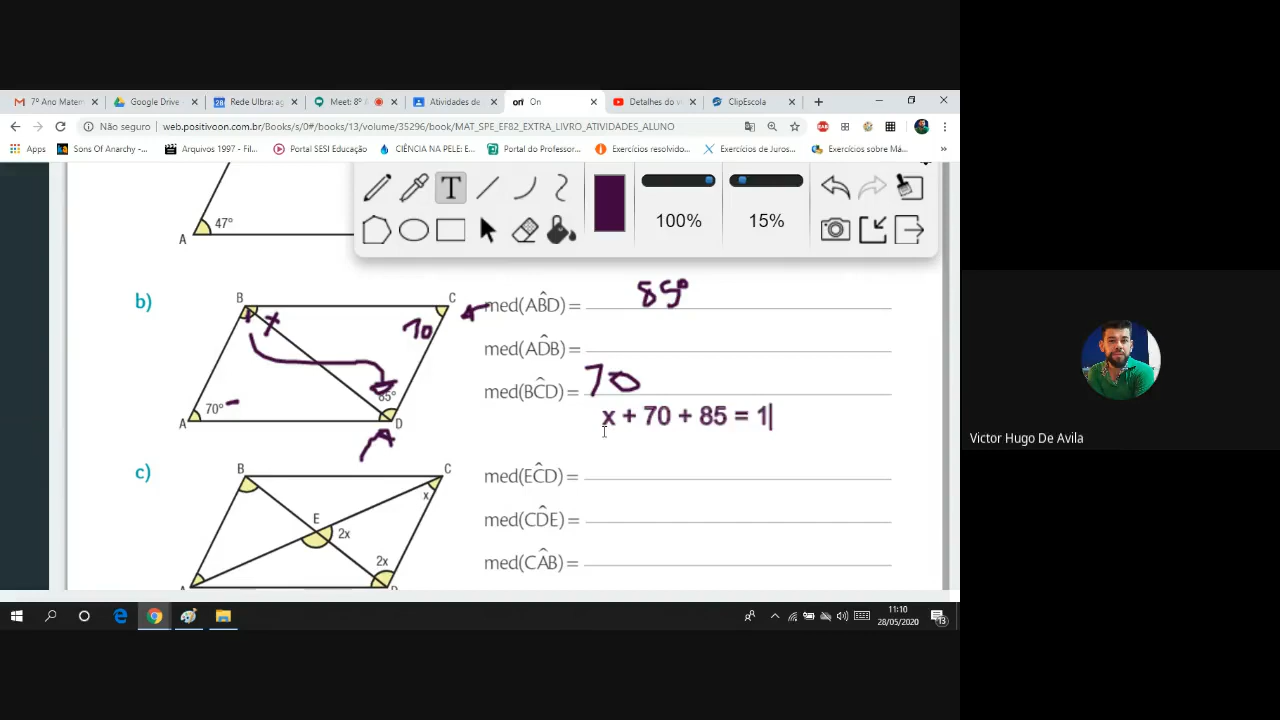 7º Ano Matem
Google Drive
Rede Ulbra: ag
Meet: 8º
Atividades de
On
Detalhes do v
ClipEscola
Não seguro
web.positivoon.com.br/Books/s/0#/books/13/volume/35296/book/MAT_SPE_EF82_EXTRA_LIVRO_ATIVIDADES_ALUNO
Apps
Sons Of Anarchy -...
Arquivos 1997 - Fil...
Portal SESI Educação
CIÊNCIA NA PELE: E...
Portal do Professor...
Exercícios resolvido...
Exercícios de Juros...
Exercícios sobre Má...
T
100%
15%
47°
A
b)
B
C
x
70
70°
85°
A
D
med(AB̂D) = 85º
med(AD̂B) =
med(BĈD) = 70
x + 70 + 85 = 1
c)
B
C
x
E
2x
2x
med(EĈD) =
med(CD̂E) =
med(CÂB) =
11:10
28/05/2020
13
Victor Hugo De Avila